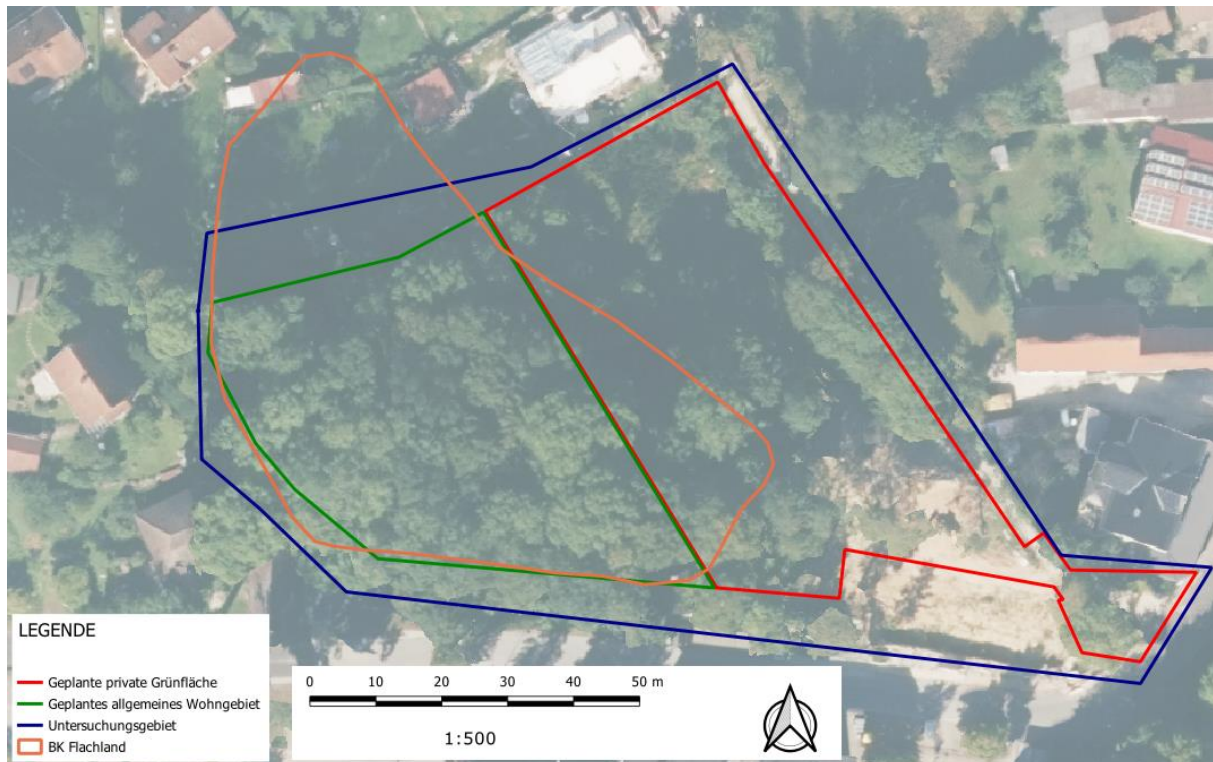 LEGENDE
Geplante private Grünfläche
Geplantes allgemeines Wohngebiet
Untersuchungsgebiet
BK Flachland
0 10 20 30 40 50 m
1:500